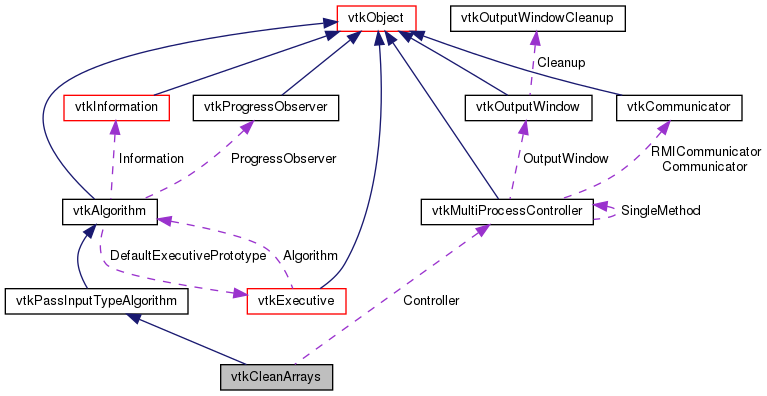 vtkObject
vtkOutputWindowCleanup
Cleanup
vtkInformation
vtkProgressObserver
vtkOutputWindow
vtkCommunicator
Information
ProgressObserver
OutputWindow
RMICommunicator
Communicator
vtkAlgorithm
vtkMultiProcessController
SingleMethod
DefaultExecutivePrototype
Algorithm
vtkPassInputTypeAlgorithm
vtkExecutive
Controller
vtkCleanArrays